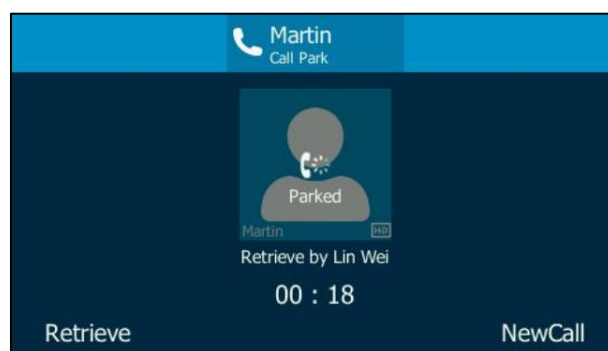 Martin
Call Park
Parked
Martin HD
Retrieve by Lin Wei
00 : 18
Retrieve NewCall